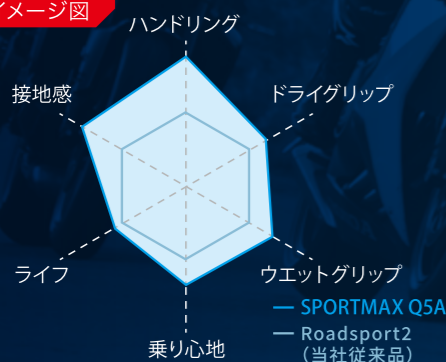 メージ図
ハンドリング
接地感
ドライグリップ
ライフ
ウエットグリップ
乗り心地
SPORTMAX Q5A
Roadsport2
（当社従来品）